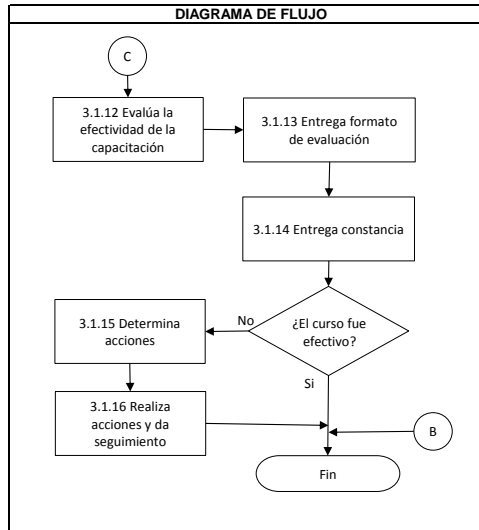 DIAGRAMA DE FLUJO
C
3.1.12 Evalúa la
efectividad de la
capacitación
3.1.13 Entrega formato
de evaluación
3.1.14 Entrega constancia
¿El curso fue
efectivo?
No
3.1.15 Determina
acciones
Si
3.1.16 Realiza
acciones y da
seguimiento
B
Fin